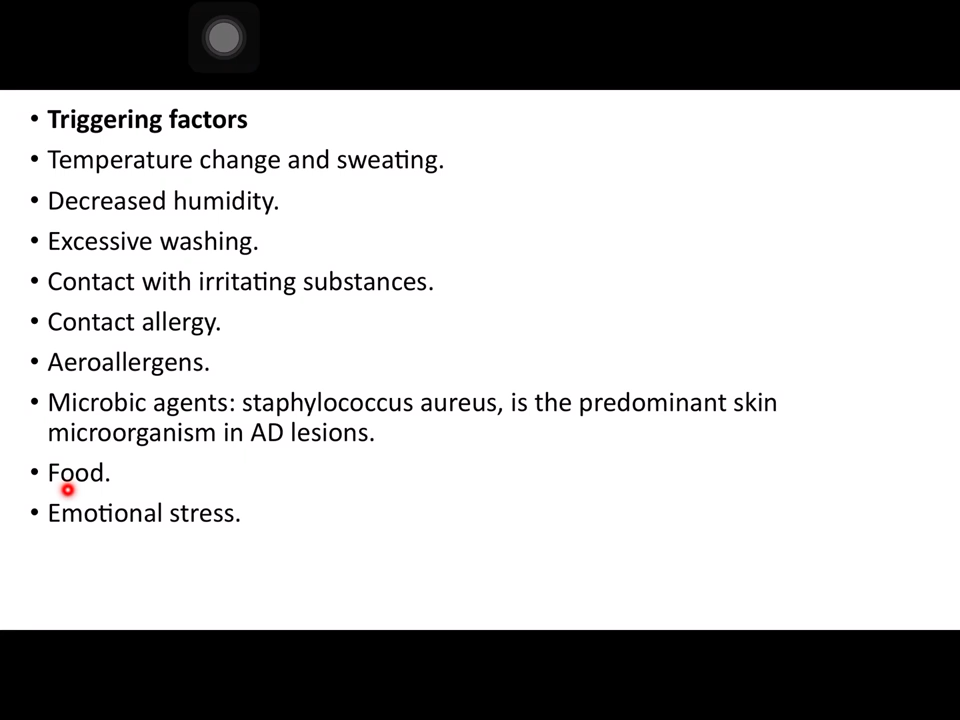 • Triggering factors
• Temperature change and sweating.
• Decreased humidity.
• Excessive washing.
• Contact with irritating substances.
• Contact allergy.
• Aeroallergens.
• Microbic agents: staphylococcus aureus, is the predominant skin
microorganism in AD lesions.
• Food.
• Emotional stress.